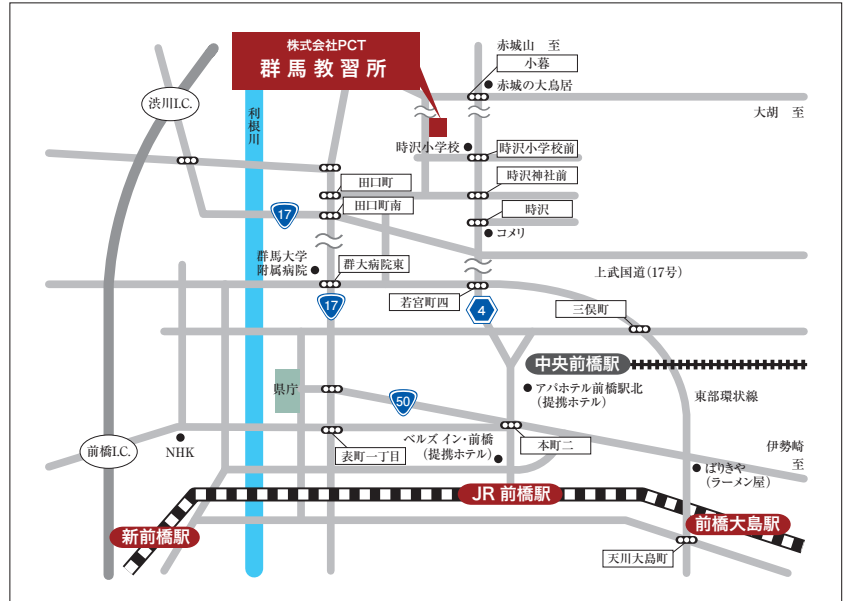 株式会社PCT
群馬教習所
赤城山 至
小暮
赤城の大鳥居
渋川I.C.
利根川
大胡 至
時沢小学校
時沢小学校前
時沢神社前
田口町
田口町南
時沢
17
コメリ
群馬大学
附属病院
群大病院東
上武国道(17号)
17
若宮町四
4
三俣町
中央前橋駅
県庁
50
アパホテル前橋駅北
(提携ホテル)
東部環状線
前橋I.C.
NHK
表町一丁目
ベルズ イン・前橋
(提携ホテル)
本町二
伊勢崎
至
ばりきや
(ラーメン屋)
JR 前橋駅
新前橋駅
前橋大島駅
天川大島町